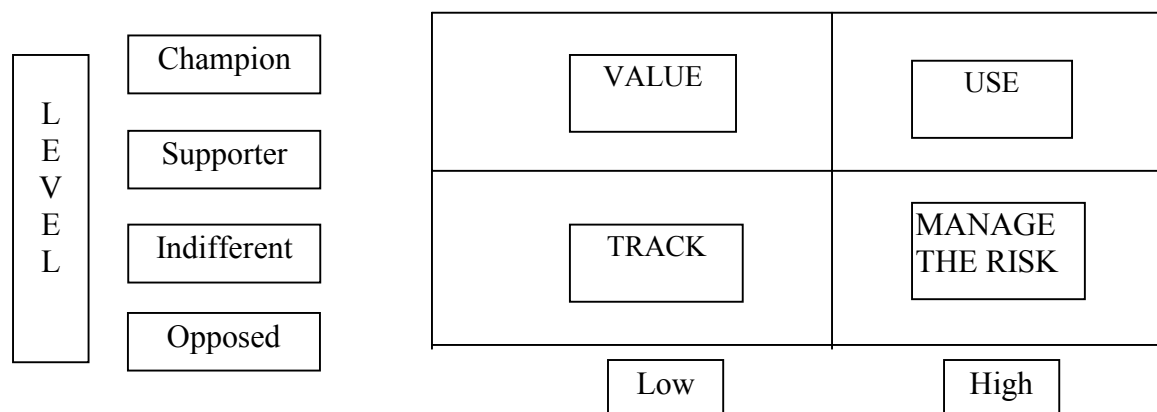 L
E
V
E
L
Champion
Supporter
Indifferent
Opposed
VALUE
USE
TRACK
MANAGE
THE RISK
Low
High